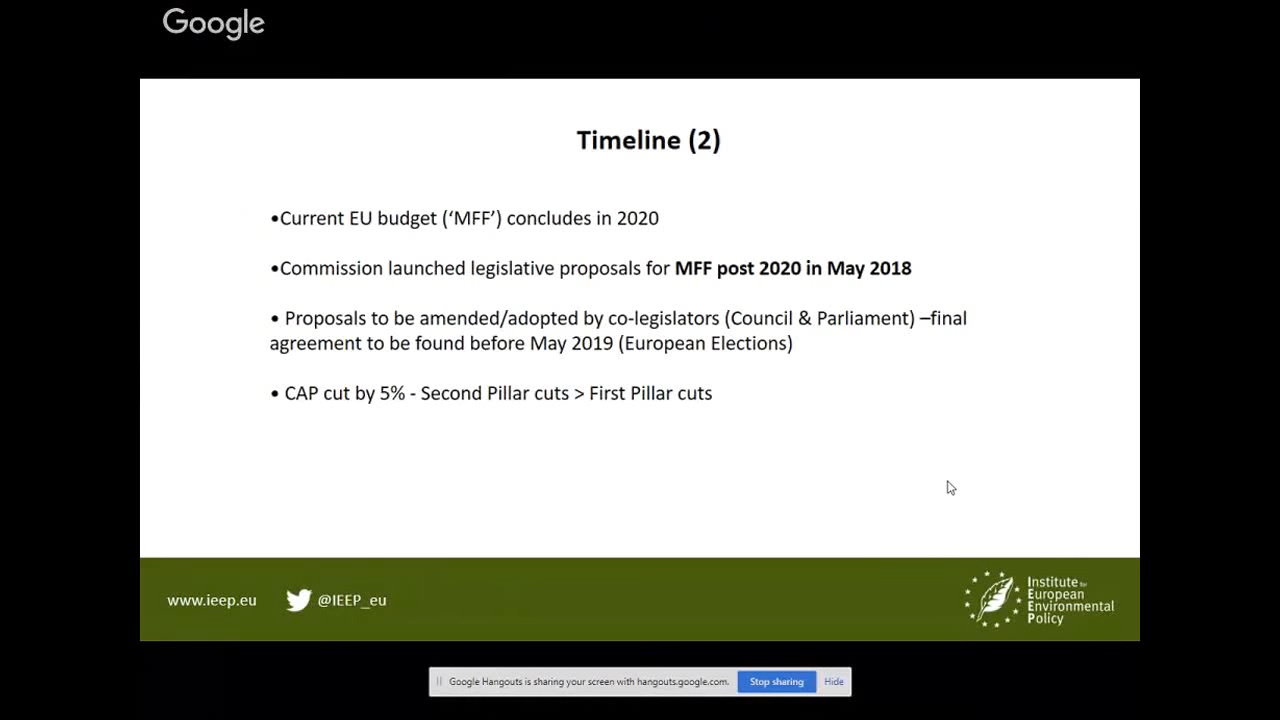 Google
Timeline (2)
•Current EU budget (‘MFF’) concludes in 2020
•Commission launched legislative proposals for MFF post 2020 in May 2018
• Proposals to be amended/adopted by co-legislators (Council & Parliament) –final
agreement to be found before May 2019 (European Elections)
• CAP cut by 5% - Second Pillar cuts > First Pillar cuts
www.ieep.eu @IEEP_eu
Institute for
European
Environmental
Policy
Google Hangouts is sharing your screen with hangouts.google.com. Stop sharing Hide